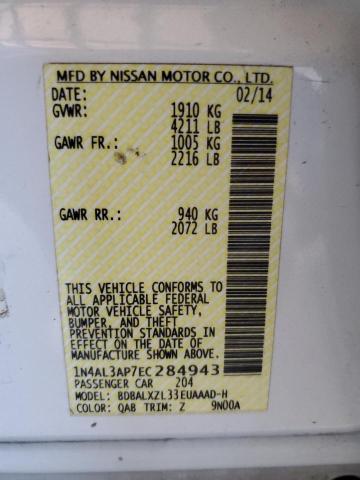 MFD BY NISSAN MOTOR CO., LTD.
DATE: 02/14
GVWR: 1910 KG
4211 LB
GAWR FR.: 1005 KG
2216 LB
GAWR RR.: 940 KG
2072 LB
THIS VEHICLE CONFORMS TO
ALL APPLICABLE FEDERAL
MOTOR VEHICLE SAFETY,
BUMPER, AND THEFT
PREVENTION STANDARDS IN
EFFECT ON THE DATE OF
MANUFACTURE SHOWN ABOVE.
1N4AL3AP7EC284943
PASSENGER CAR 204
MODEL: BDBALXZL33EUAAAD-H
COLOR: QAB TRIM: Z 9N00A